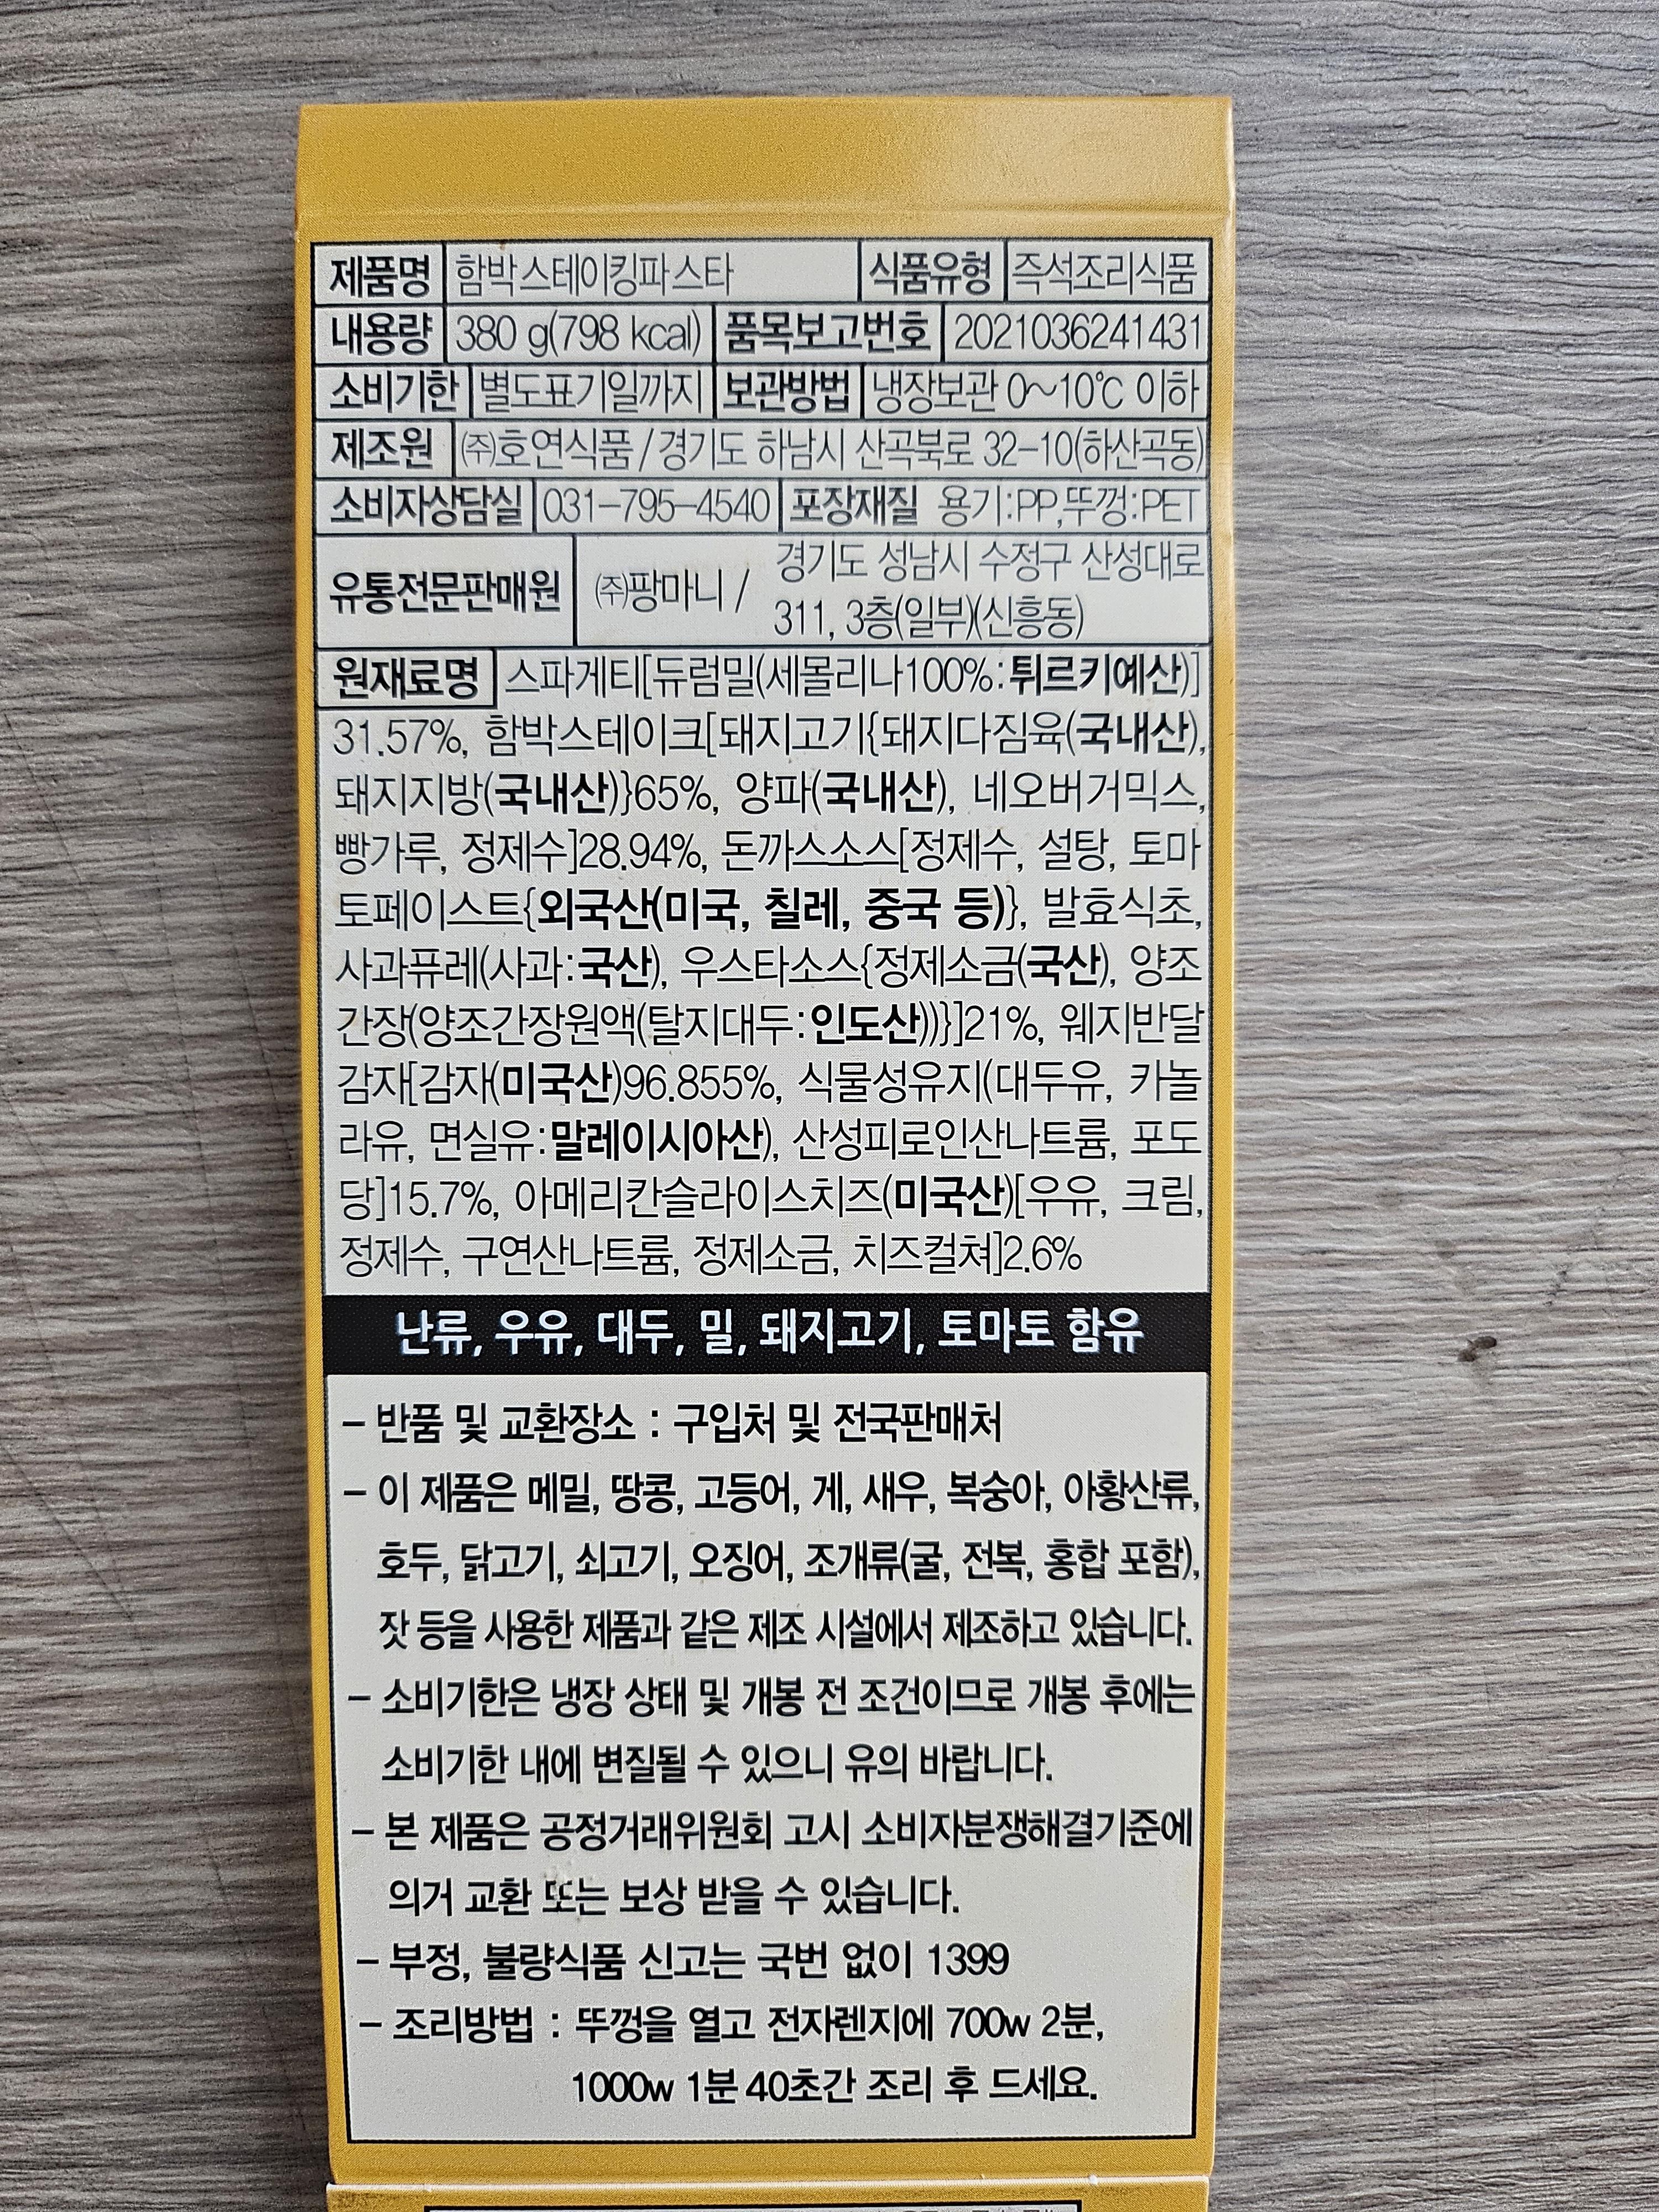 제품명 함박스테이킹파스타 식품유형 즉석조리식품
내용량 380 g(798 kcal) 품목보고번호 2021036241431
소비기한 별도표기일까지 보관방법 냉장보관 0~10℃ 이하
제조원 ㈜호연식품 / 경기도 하남시 산곡북로 32-10(하산곡동)
소비자상담실 031-795-4540 포장재질 용기:PP,뚜껑:PET
유통전문판매원 ㈜팡마니 / 경기도 성남시 수정구 산성대로
311, 3층(일부)(신흥동)
원재료명 스파게티[듀럼밀(세몰리나100%:튀르키예산)]
31.57%, 함박스테이크[돼지고기{돼지다짐육(국내산),
돼지지방(국내산)}65%, 양파(국내산), 네오버거믹스,
빵가루, 정제수]28.94%, 돈까스소스[정제수, 설탕, 토마
토페이스트{외국산(미국, 칠레, 중국 등)}, 발효식초,
사과퓨레(사과:국산), 우스타소스{정제소금(국산), 양조
간장(양조간장원액(탈지대두:인도산))}]21%, 웨지반달
감자[감자(미국산)96.855%, 식물성유지(대두유, 카놀
라유, 면실유:말레이시아산), 산성피로인산나트륨, 포도
당]15.7%, 아메리칸슬라이스치즈(미국산)[우유, 크림,
정제수, 구연산나트륨, 정제소금, 치즈컬쳐]2.6%
난류, 우유, 대두, 밀, 돼지고기, 토마토 함유
- 반품 및 교환장소 : 구입처 및 전국판매처
- 이 제품은 메밀, 땅콩, 고등어, 게, 새우, 복숭아, 아황산류,
호두, 닭고기, 쇠고기, 오징어, 조개류(굴, 전복, 홍합 포함),
잣 등을 사용한 제품과 같은 제조 시설에서 제조하고 있습니다.
- 소비기한은 냉장 상태 및 개봉 전 조건이므로 개봉 후에는
소비기한 내에 변질될 수 있으니 유의 바랍니다.
- 본 제품은 공정거래위원회 고시 소비자분쟁해결기준에
의거 교환 또는 보상 받을 수 있습니다.
- 부정, 불량식품 신고는 국번 없이 1399
- 조리방법 : 뚜껑을 열고 전자렌지에 700w 2분,
1000w 1분 40초간 조리 후 드세요.